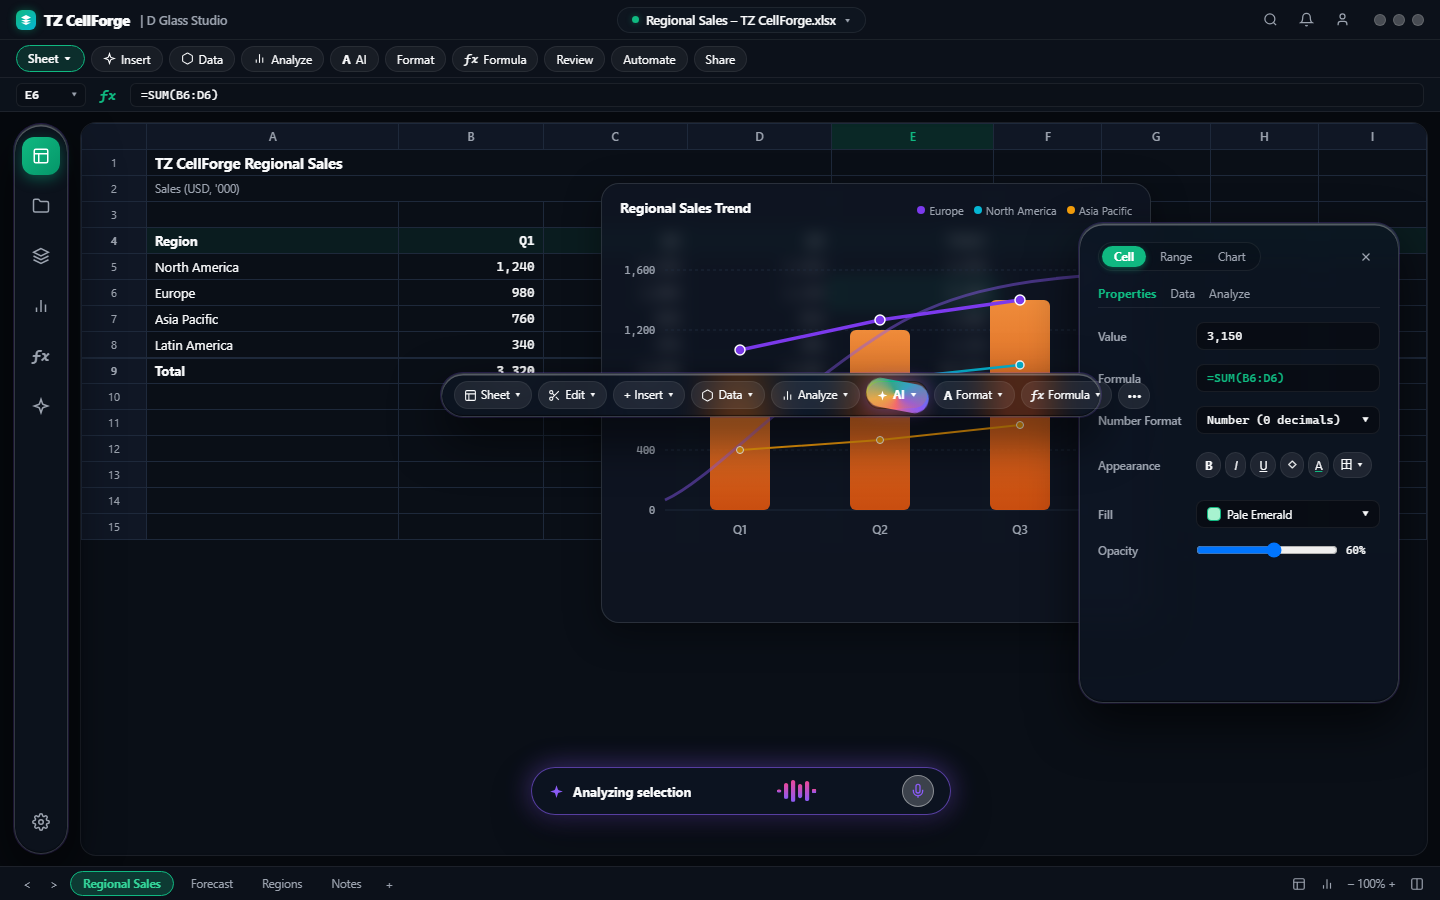 TZ CellForge | D Glass Studio
Regional Sales – TZ CellForge.xlsx
Sheet Insert Data Analyze A AI Format fx Formula Review Automate Share
E6 fx =SUM(B6:D6)
A B C D E F G H I
1 TZ CellForge Regional Sales
2 Sales (USD, '000)
3
4 Region Q1
5 North America 1,240
6 Europe 980
7 Asia Pacific 760
8 Latin America 340
9 Total 3,320
10
11
12
13
14
15
Regional Sales Trend
Europe North America Asia Pacific
1,600
1,200
400
0
Q1 Q2 Q3
Sheet Edit + Insert Data Analyze AI A Format fx Formula •••
Cell Range Chart ×
Properties Data Analyze
Value 3,150
Formula =SUM(B6:D6)
Number Format Number (0 decimals)
Appearance B I U A
Fill Pale Emerald
Opacity 60%
fx
Analyzing selection
< > Regional Sales Forecast Regions Notes +
– 100% +